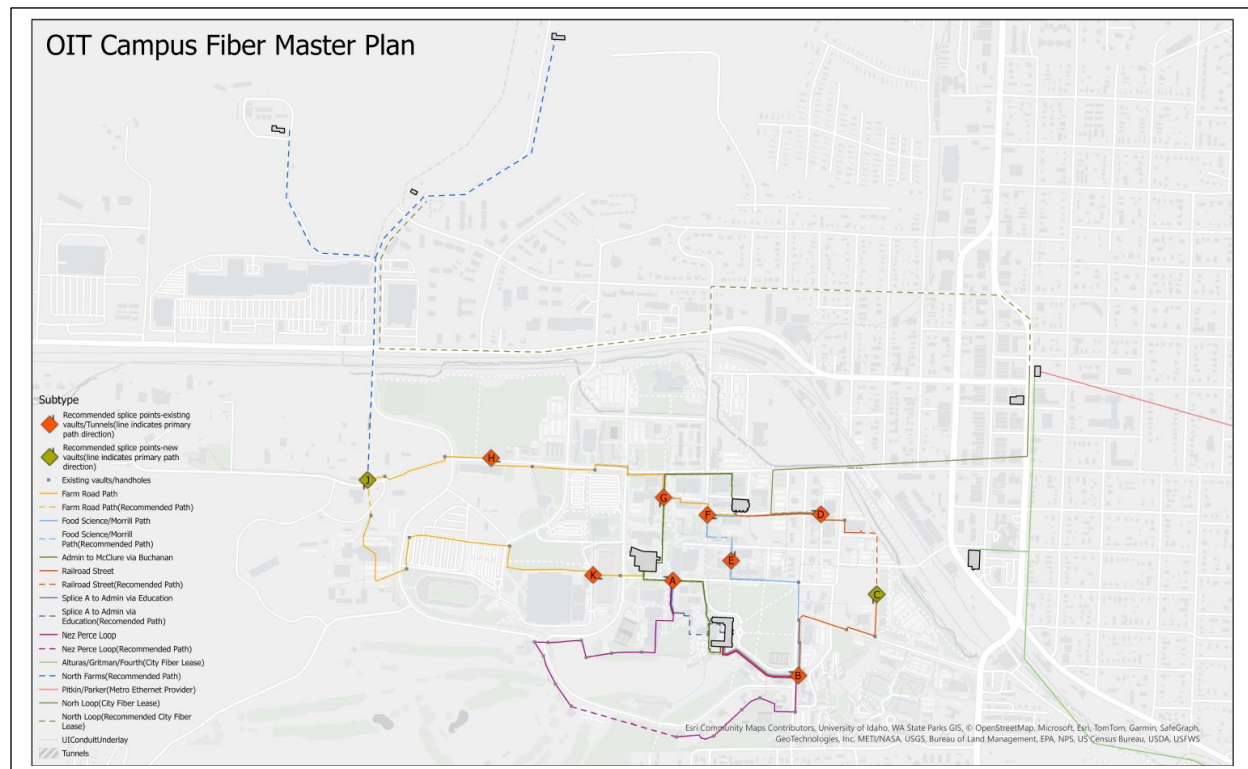 OIT Campus Fiber Master Plan
Subtype
Recommended splice points-existing
vaults/Tunnels(line indicates primary
path direction)
Recommended splice points-new
vaults(line indicates primary path
direction)
Existing vaults/handholes
Farm Road Path
Farm Road Path(Recommended Path)
Food Science/Morrill Path
Food Science/Morrill
Path(Recommended Path)
Admin to McClure via Buchanan
Railroad Street
Railroad Street(Recomended Path)
Splice A to Admin via Education
Splice A to Admin via
Education(Recomended Path)
Nez Perce Loop
Nez Perce Loop(Recommended Path)
Alturas/Gritman/Fourth(City Fiber Lease)
North Farms(Recommended Path)
Pitkin/Parker(Metro Ethernet Provider)
Norh Loop(City Fiber Lease)
North Loop(Recommended City Fiber
Lease)
UIConduitUnderlay
Tunnels
H
J
G
F
D
E
K
A
C
B
Esri Community Maps Contributors, University of Idaho, WA State Parks GIS, © OpenStreetMap, Microsoft, Esri, TomTom, Garmin, SafeGraph,
GeoTechnologies, Inc, METI/NASA, USGS, Bureau of Land Management, EPA, NPS, US Census Bureau, USDA, USFWS